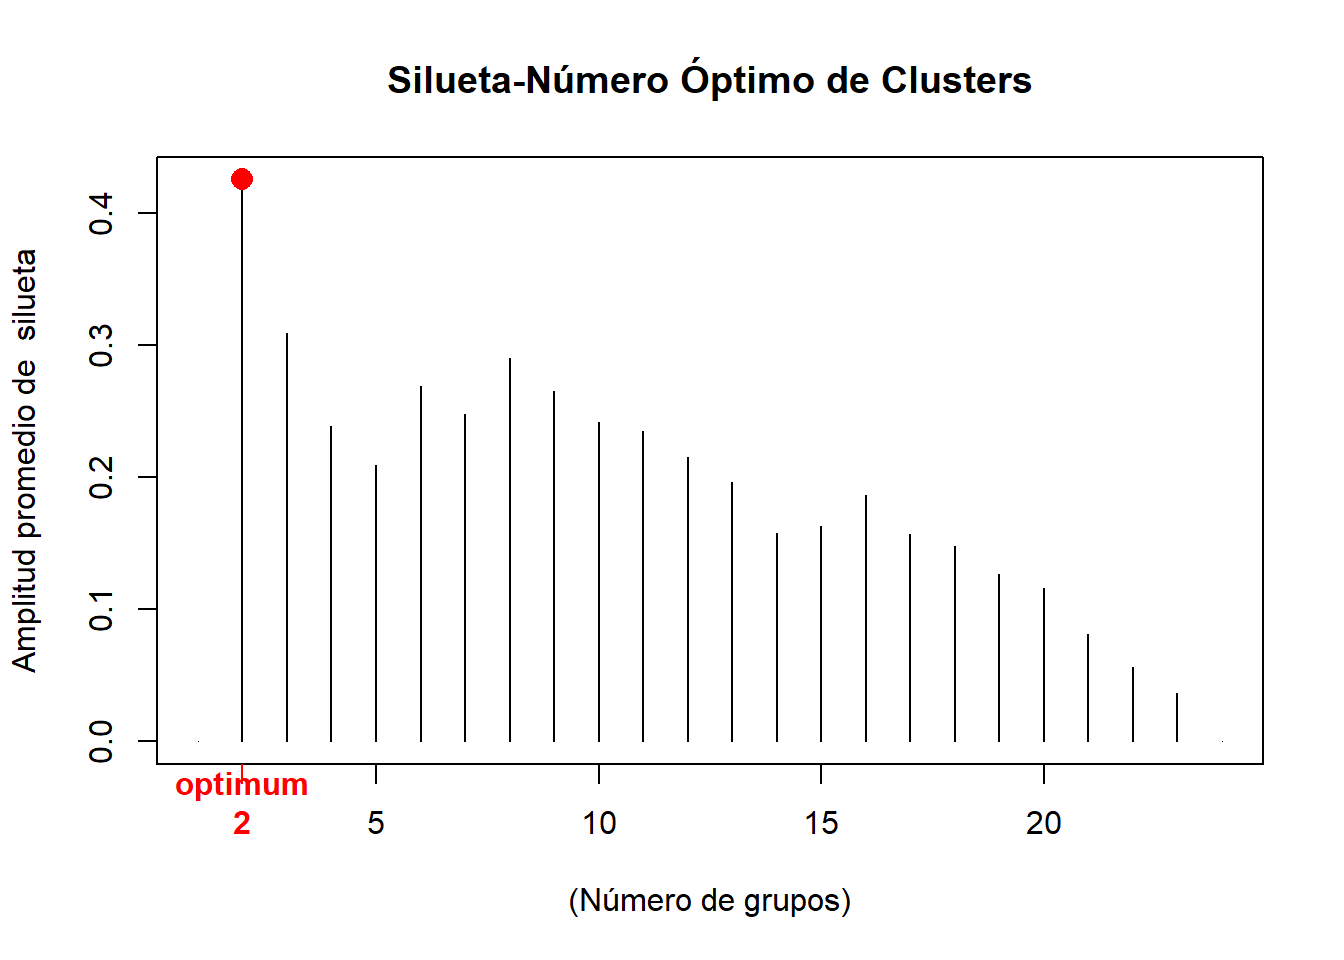 Silueta-Número Óptimo de Clusters
Amplitud promedio de  silueta
0.4
0.3
0.2
0.1
0.0
optimum
2 5 10 15 20
(Número de grupos)